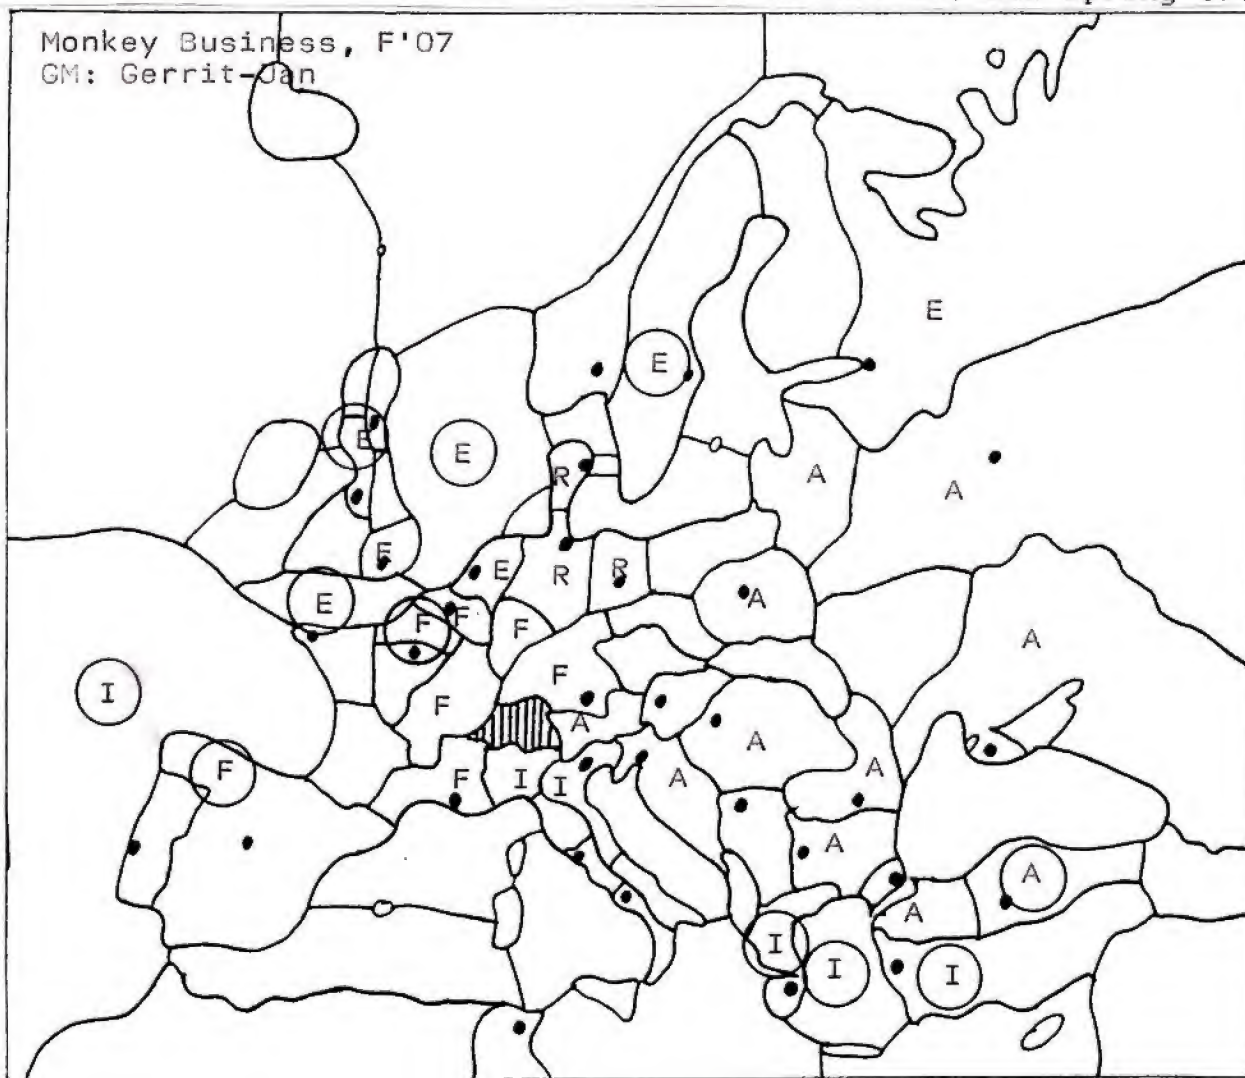 Monkey Business, F'07
GM: Gerrit-Jan
E
E
E E
R A A
E R R
E A
F F F
A
F
I F
A A
F F I I A A
A
A
A
I I I